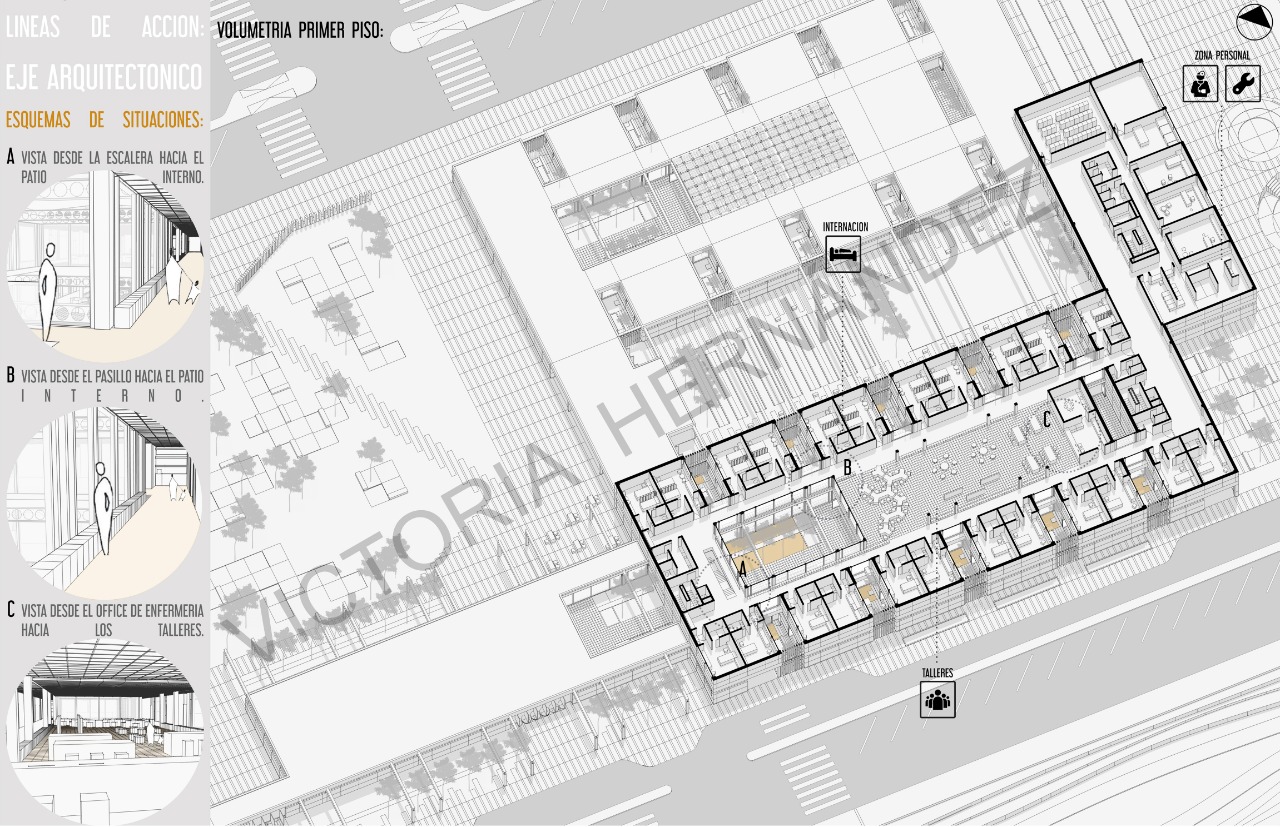 LINEAS DE ACCION:
EJE ARQUITECTONICO
ESQUEMAS DE SITUACIONES:
A VISTA DESDE LA ESCALERA HACIA EL
PATIO INTERNO.
B VISTA DESDE EL PASILLO HACIA EL PATIO
INTERNO.
C VISTA DESDE EL OFFICE DE ENFERMERIA
HACIA LOS TALLERES.
VOLUMETRIA PRIMER PISO:
ZONA PERSONAL
INTERNACION
C
B
A
TALLERES
VICTORIA HERNANDEZ